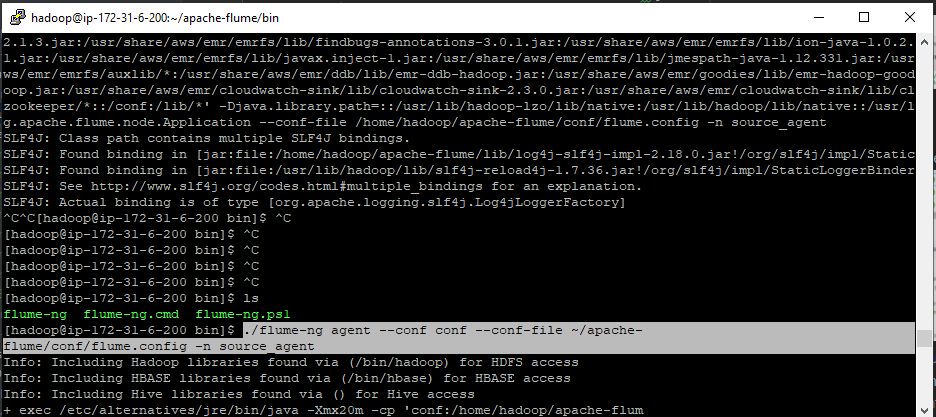 hadoop@ip-172-31-6-200:~/apache-flume/bin
2.1.3.jar:/usr/share/aws/emr/emrfs/lib/findbugs-annotations-3.0.1.jar:/usr/share/aws/emr/emrfs/lib/ion-java-1.0.2.
1.jar:/usr/share/aws/emr/emrfs/lib/javax.inject-1.jar:/usr/share/aws/emr/emrfs/lib/jmespath-java-1.12.331.jar:/usr
ws/emr/emrfs/auxlib/*:/usr/share/aws/emr/ddb/lib/emr-ddb-hadoop.jar:/usr/share/aws/emr/goodies/lib/emr-hadoop-good
oop.jar:/usr/share/aws/emr/cloudwatch-sink/lib/cloudwatch-sink-2.3.0.jar:/usr/share/aws/emr/cloudwatch-sink/lib/cl
zookeeper/*::/conf:/lib/*' -Djava.library.path=::/usr/lib/hadoop-lzo/lib/native:/usr/lib/hadoop/lib/native::/usr/l
g.apache.flume.node.Application --conf-file /home/hadoop/apache-flume/conf/flume.config -n source_agent
SLF4J: Class path contains multiple SLF4J bindings.
SLF4J: Found binding in [jar:file:/home/hadoop/apache-flume/lib/log4j-slf4j-impl-2.18.0.jar!/org/slf4j/impl/Static
SLF4J: Found binding in [jar:file:/usr/lib/hadoop/lib/slf4j-reload4j-1.7.36.jar!/org/slf4j/impl/StaticLoggerBinder
SLF4J: See http://www.slf4j.org/codes.html#multiple_bindings for an explanation.
SLF4J: Actual binding is of type [org.apache.logging.slf4j.Log4jLoggerFactory]
^C^C[hadoop@ip-172-31-6-200 bin]$ ^C
[hadoop@ip-172-31-6-200 bin]$ ^C
[hadoop@ip-172-31-6-200 bin]$ ^C
[hadoop@ip-172-31-6-200 bin]$ ^C
[hadoop@ip-172-31-6-200 bin]$ ^C
[hadoop@ip-172-31-6-200 bin]$ ls
flume-ng  flume-ng.cmd  flume-ng.ps1
[hadoop@ip-172-31-6-200 bin]$ ./flume-ng agent --conf conf --conf-file ~/apache-
flume/conf/flume.config -n source_agent
Info: Including Hadoop libraries found via (/bin/hadoop) for HDFS access
Info: Including HBASE libraries found via (/bin/hbase) for HBASE access
Info: Including Hive libraries found via () for Hive access
+ exec /etc/alternatives/jre/bin/java -Xmx20m -cp 'conf:/home/hadoop/apache-flum